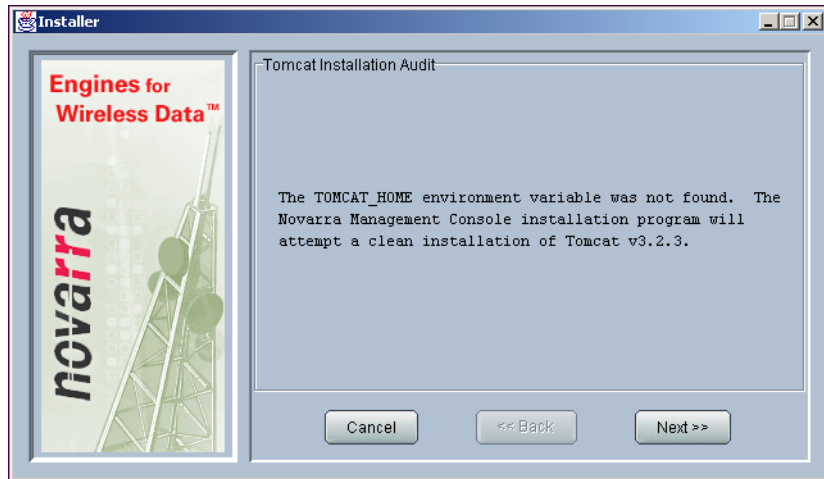 Installer
Engines for
Wireless Data™
novarra
Tomcat Installation Audit
The TOMCAT_HOME environment variable was not found.  The
Novarra Management Console installation program will
attempt a clean installation of Tomcat v3.2.3.
Cancel
<< Back
Next >>